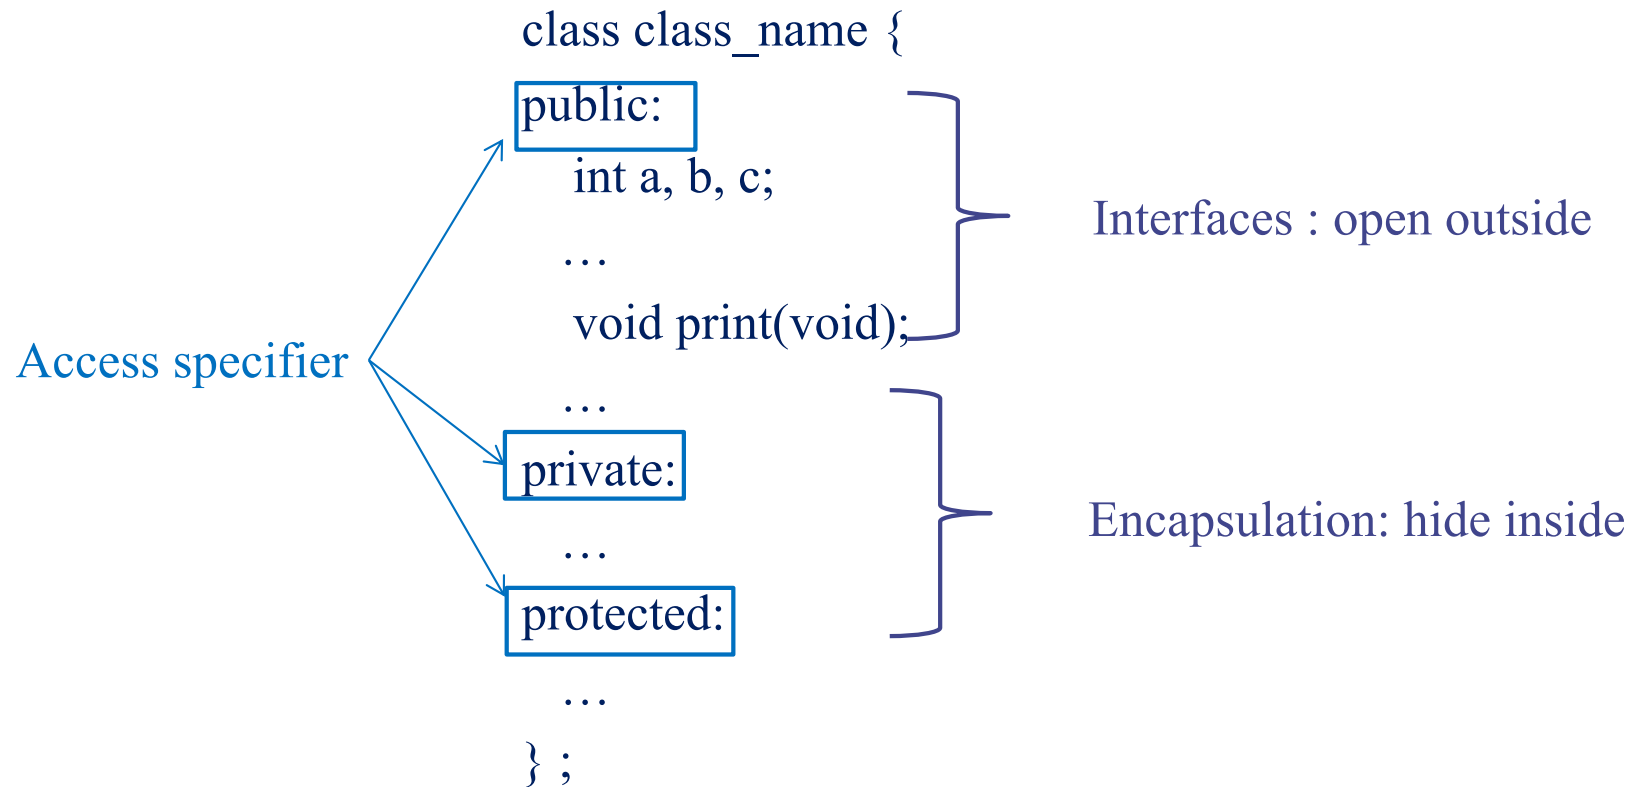 class class_name {
public:
int a, b, c;
…
void print(void);
…
private:
…
protected:
…
} ;
Access specifier
Interfaces : open outside
Encapsulation: hide inside